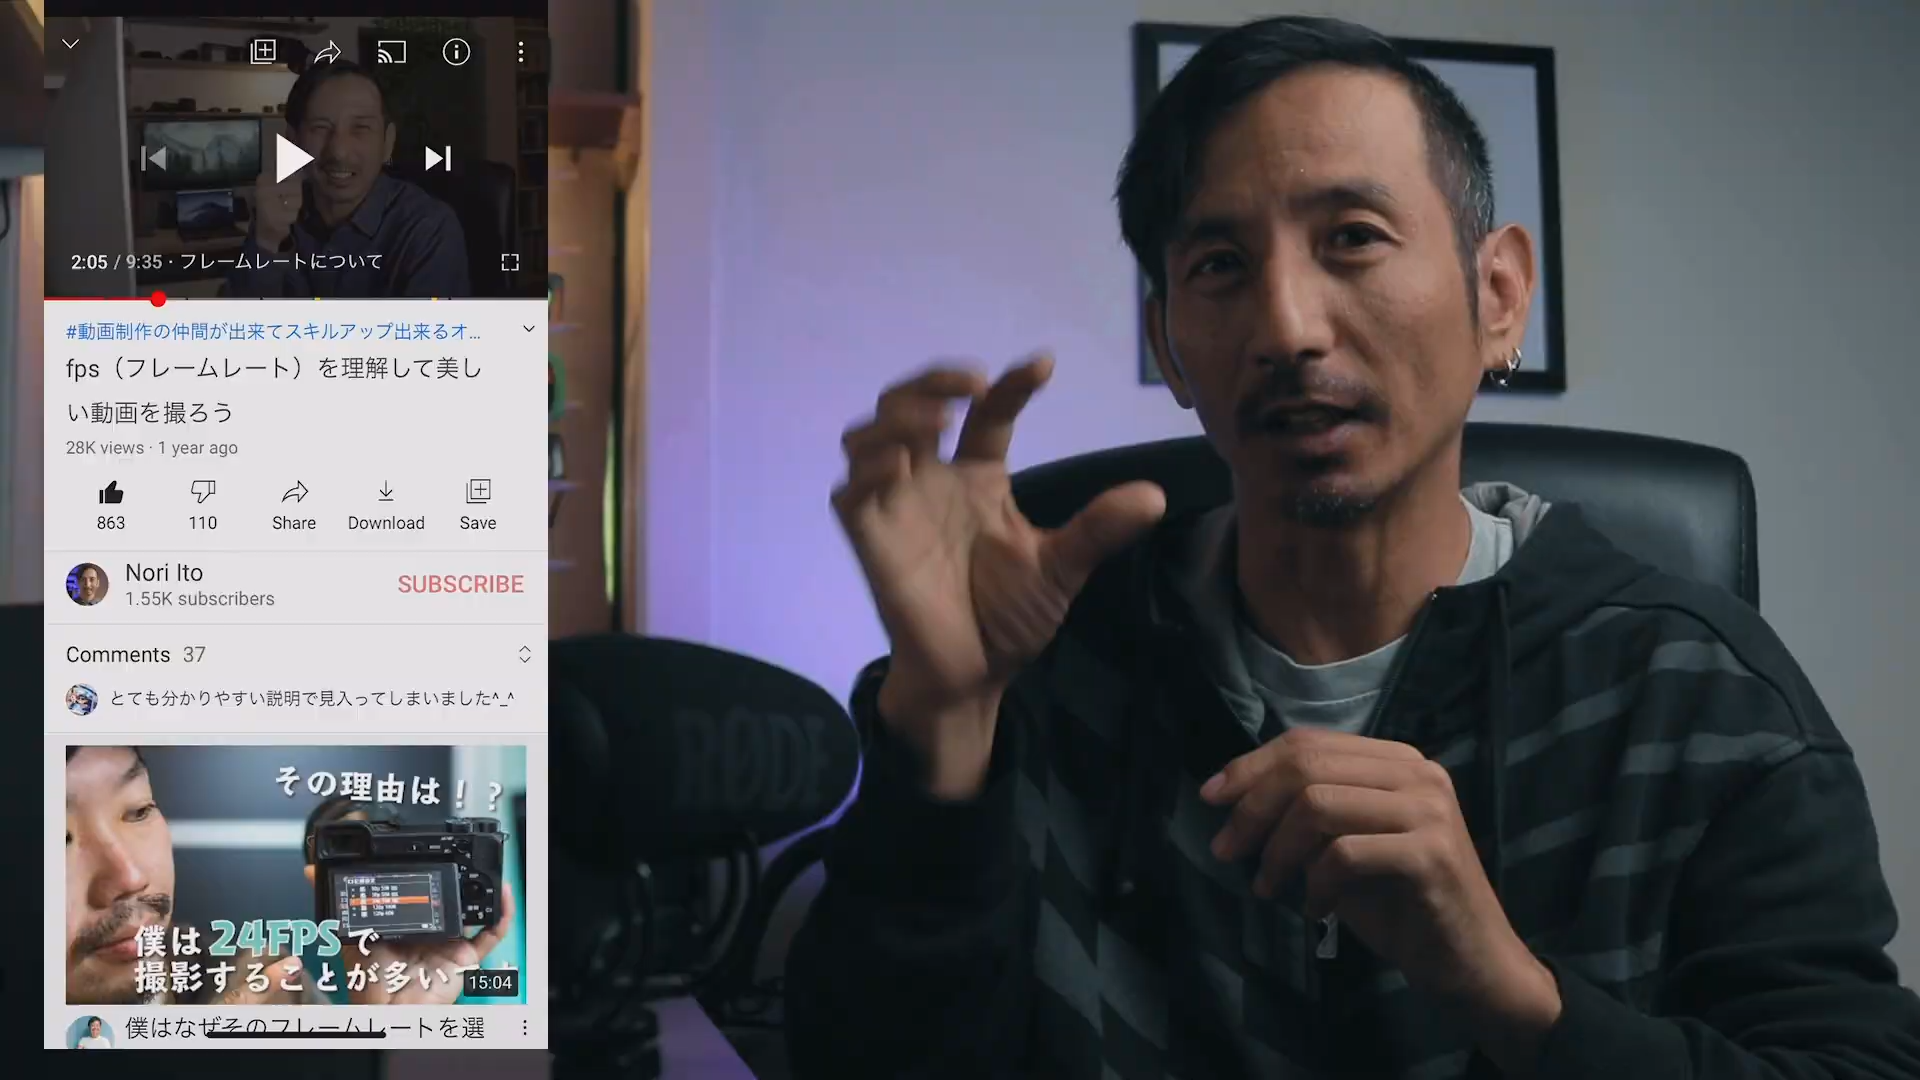 2:05 / 9:35 · フレームレートについて
#動画制作の仲間が出来てスキルアップ出来るオ...
fps（フレームレート）を理解して美し
い動画を撮ろう
28K views · 1 year ago
863
110
Share
Download
Save
Nori Ito
1.55K subscribers
SUBSCRIBE
Comments 37
とても分かりやすい説明で見入ってしまいました^_^
その理由は！？
僕は24FPSで
撮影することが多い
15:04
僕はなぜそのフレームレートを選
RØDE